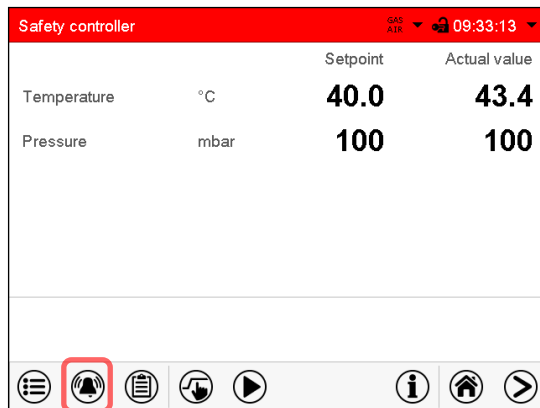 Safety controller GAS AIR 09:33:13
Setpoint Actual value
Temperature °C 40.0 43.4
Pressure mbar 100 100